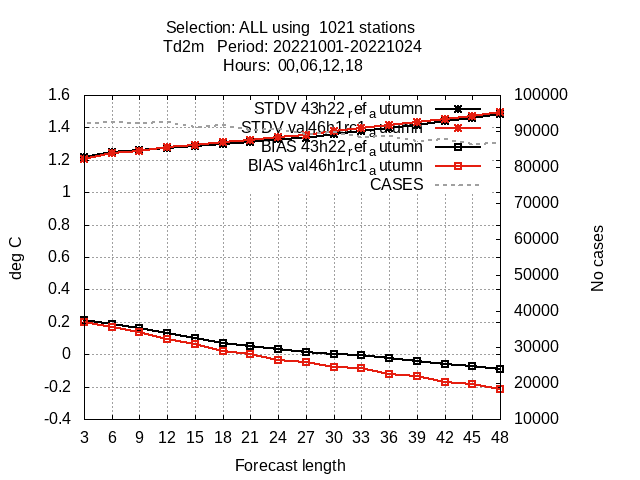 Selection: ALL using  1021 stations
Td2m   Period: 20221001-20221024
Hours:  00,06,12,18
1.6
1.4
1.2
1
0.8
0.6
0.4
0.2
0
-0.2
-0.4
deg C
STDV 43h22_ref_autumn
STDV val46h1rc1_autumn
BIAS 43h22_ref_autumn
BIAS val46h1rc1_autumn
CASES
100000
90000
80000
70000
60000
50000
40000
30000
20000
10000
No cases
3 6 9 12 15 18 21 24 27 30 33 36 39 42 45 48
Forecast length